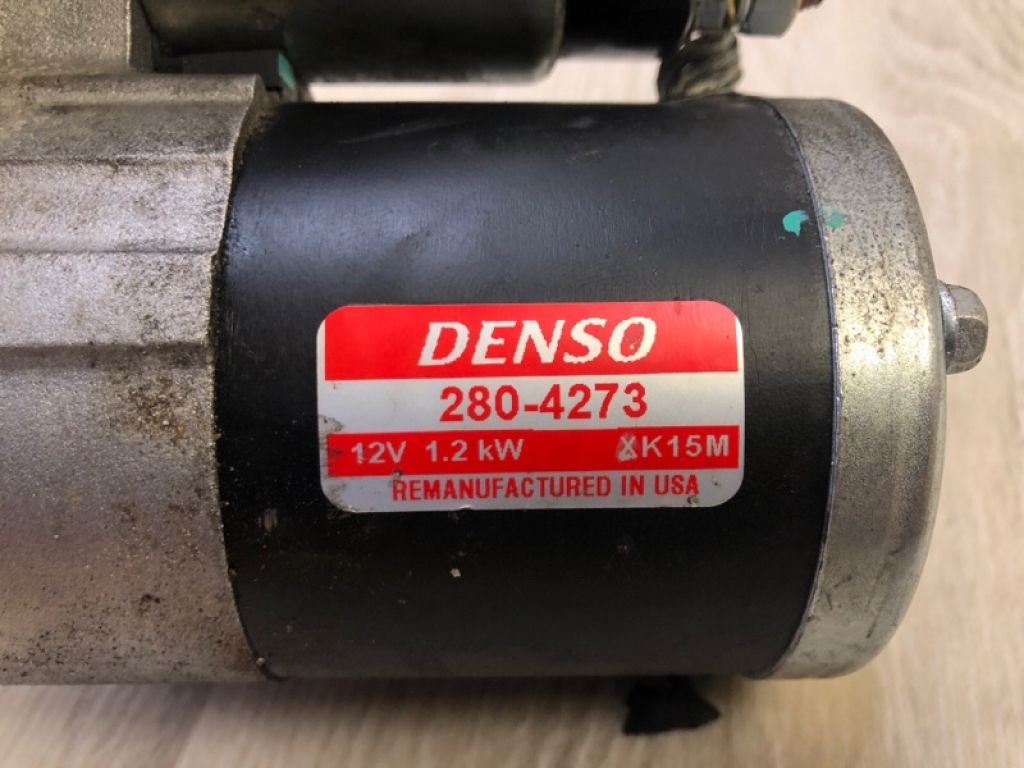 DENSO
280-4273
12V 1.2 kW XK15M
REMANUFACTURED IN USA